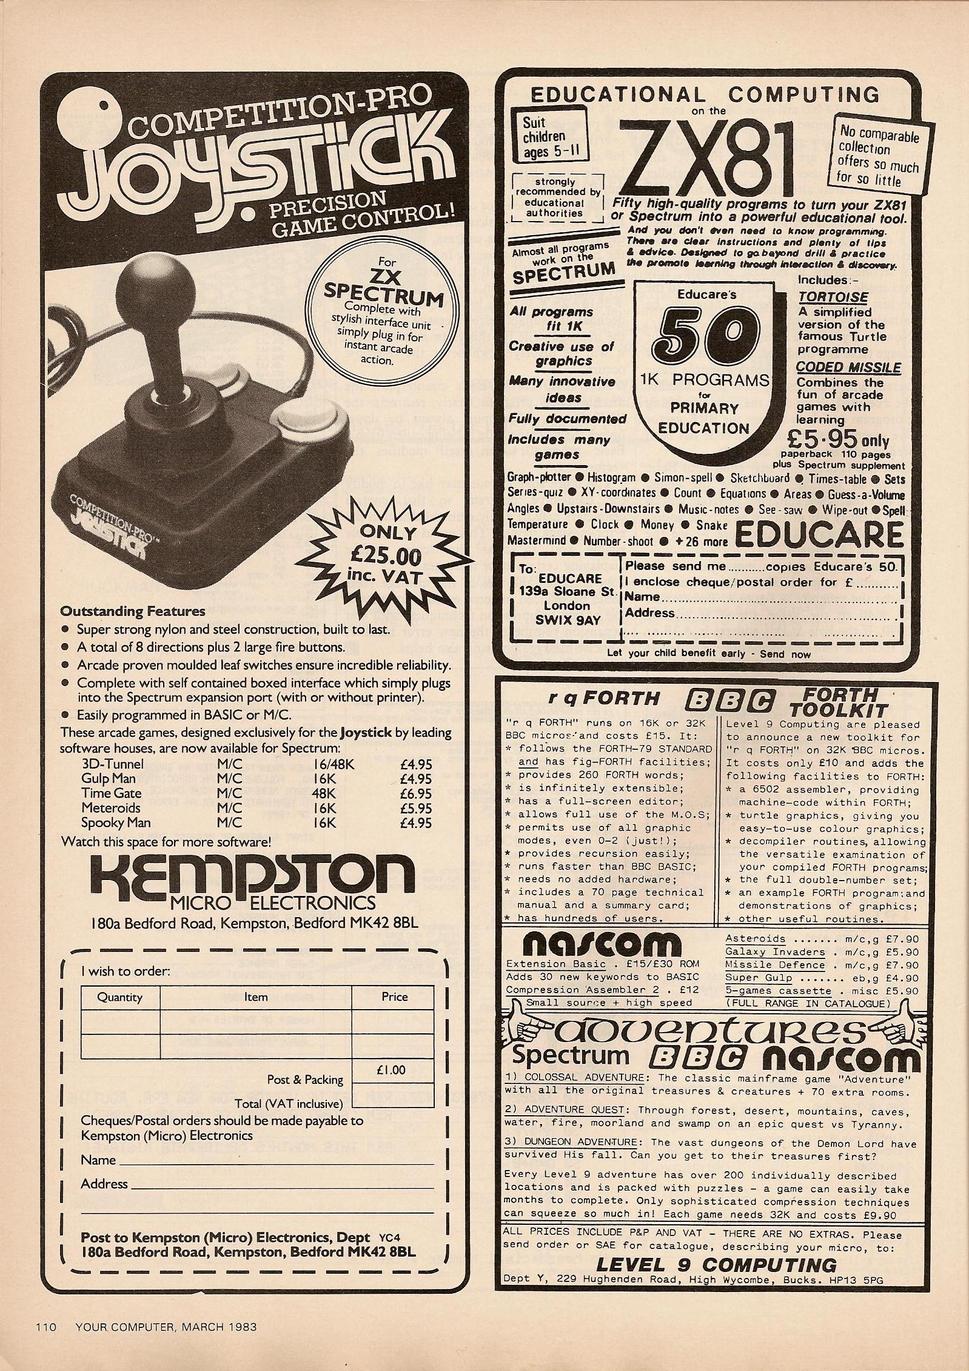 COMPETITION-PRO
JOYSTICK
PRECISION
GAME CONTROL!
For
ZX
SPECTRUM
Complete with
stylish interface unit
simply plug in for
instant arcade
action.
COMPETITION-PRO™
JOYSTICK
ONLY
£25.00
inc. VAT
Outstanding Features
● Super strong nylon and steel construction, built to last.
● A total of 8 directions plus 2 large fire buttons.
● Arcade proven moulded leaf switches ensure incredible reliability.
● Complete with self contained boxed interface which simply plugs
into the Spectrum expansion port (with or without printer).
● Easily programmed in BASIC or M/C.
These arcade games, designed exclusively for the Joystick by leading
software houses, are now available for Spectrum:
3D-Tunnel M/C 16/48K £4.95
Gulp Man M/C 16K £4.95
Time Gate M/C 48K £6.95
Meteroids M/C 16K £5.95
Spooky Man M/C 16K £4.95
Watch this space for more software!
KEMPSTON
MICRO ELECTRONICS
180a Bedford Road, Kempston, Bedford MK42 8BL
I wish to order:
Quantity Item Price
Post & Packing £1.00
Total (VAT inclusive)
Cheques/Postal orders should be made payable to
Kempston (Micro) Electronics
Name
Address
Post to Kempston (Micro) Electronics, Dept YC4
180a Bedford Road, Kempston, Bedford MK42 8BL
EDUCATIONAL COMPUTING
on the
ZX81
Suit
children
ages 5-11
No comparable
collection
offers so much
for so little
strongly
recommended by
educational
authorities
Fifty high-quality programs to turn your ZX81
or Spectrum into a powerful educational tool.
And you don't even need to know programming.
There are clear instructions and plenty of tips
& advice. Designed to go beyond drill & practice
the promote learning through interaction & discovery.
Almost all programs
work on the
SPECTRUM
All programs
fit 1K
Creative use of
graphics
Many innovative
ideas
Fully documented
Includes many
games
Educare's
50
1K PROGRAMS
for
PRIMARY
EDUCATION
Includes:-
TORTOISE
A simplified
version of the
famous Turtle
programme
CODED MISSILE
Combines the
fun of arcade
games with
learning
£5·95 only
paperback 110 pages
plus Spectrum supplement
Graph-plotter ● Histogram ● Simon-spell ● Sketchboard ● Times-table ● Sets
Series-quiz ● XY-coordinates ● Count ● Equations ● Areas ● Guess-a-Volume
Angles ● Upstairs-Downstairs ● Music-notes ● See-saw ● Wipe-out ● Spell
Temperature ● Clock ● Money ● Snake
Mastermind ● Number-shoot ● +26 more EDUCARE
To:
EDUCARE
139a Sloane St.
London
SWIX 9AY
Please send me...........copies Educare's 50.
I enclose cheque/postal order for £...........
Name
Address
Let your child benefit early - Send now
r q FORTH BBC FORTH
TOOLKIT
"r q FORTH" runs on 16K or 32K
BBC micros and costs £15. It:
* follows the FORTH-79 STANDARD
and has fig-FORTH facilities;
* provides 260 FORTH words;
* is infinitely extensible;
* has a full-screen editor;
* allows full use of the M.O.S;
* permits use of all graphic
modes, even 0-2 (just!);
* provides recursion easily;
* runs faster than BBC BASIC;
* needs no added hardware;
* includes a 70 page technical
manual and a summary card;
* has hundreds of users.
Level 9 Computing are pleased
to announce a new toolkit for
"r q FORTH" on 32K BBC micros.
It costs only £10 and adds the
following facilities to FORTH:
* a 6502 assembler, providing
machine-code within FORTH;
* turtle graphics, giving you
easy-to-use colour graphics;
* decompiler routines, allowing
the versatile examination of
your compiled FORTH programs;
* the full double-number set;
* an example FORTH program;and
demonstrations of graphics;
* other useful routines.
nascom
Extension Basic . £15/£30 ROM
Adds 30 new keywords to BASIC
Compression Assembler 2 . £12
Small source + high speed
Asteroids ....... m/c,g £7.90
Galaxy Invaders . m/c,g £5.90
Missile Defence . m/c,g £7.90
Super Gulp ...... eb,g £4.90
5-games cassette . misc £5.90
(FULL RANGE IN CATALOGUE)
ADVENTURES
Spectrum BBC nascom
1) COLOSSAL ADVENTURE: The classic mainframe game "Adventure"
with all the original treasures & creatures + 70 extra rooms.
2) ADVENTURE QUEST: Through forest, desert, mountains, caves,
water, fire, moorland and swamp on an epic quest vs Tyranny.
3) DUNGEON ADVENTURE: The vast dungeons of the Demon Lord have
survived His fall. Can you get to their treasures first?
Every Level 9 adventure has over 200 individually described
locations and is packed with puzzles - a game can easily take
months to complete. Only sophisticated compression techniques
can squeeze so much in! Each game needs 32K and costs £9.90
ALL PRICES INCLUDE P&P AND VAT - THERE ARE NO EXTRAS. Please
send order or SAE for catalogue, describing your micro, to:
LEVEL 9 COMPUTING
Dept Y, 229 Hughenden Road, High Wycombe, Bucks. HP13 5PG
110 YOUR COMPUTER, MARCH 1983